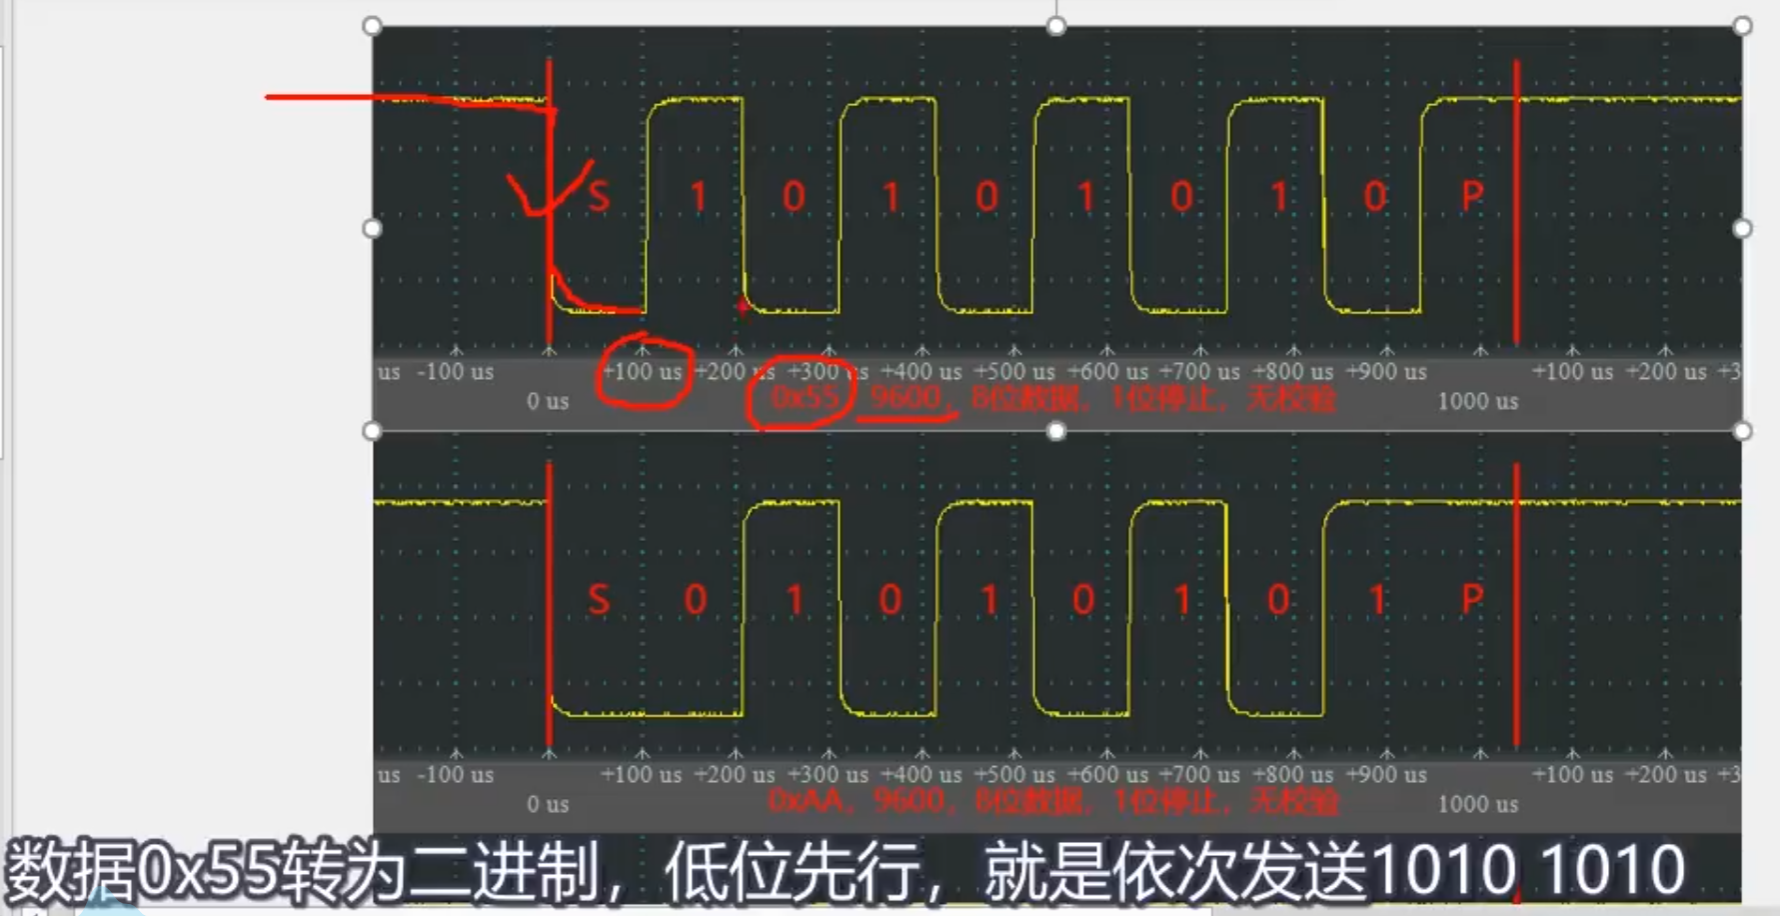 S 1 0 1 0 1 0 1 0 P
us -100 us +100 us +200 us +300 us +400 us +500 us +600 us +700 us +800 us +900 us +100 us +200 us +3
0 us 0x55，9600，8位数据，1位停止，无校验 1000 us
S 0 1 0 1 0 1 0 1 P
us -100 us +100 us +200 us +300 us +400 us +500 us +600 us +700 us +800 us +900 us +100 us +200 us +3
0 us 0xAA，9600，8位数据，1位停止，无校验 1000 us
数据0x55转为二进制，低位先行，就是依次发送1010 1010